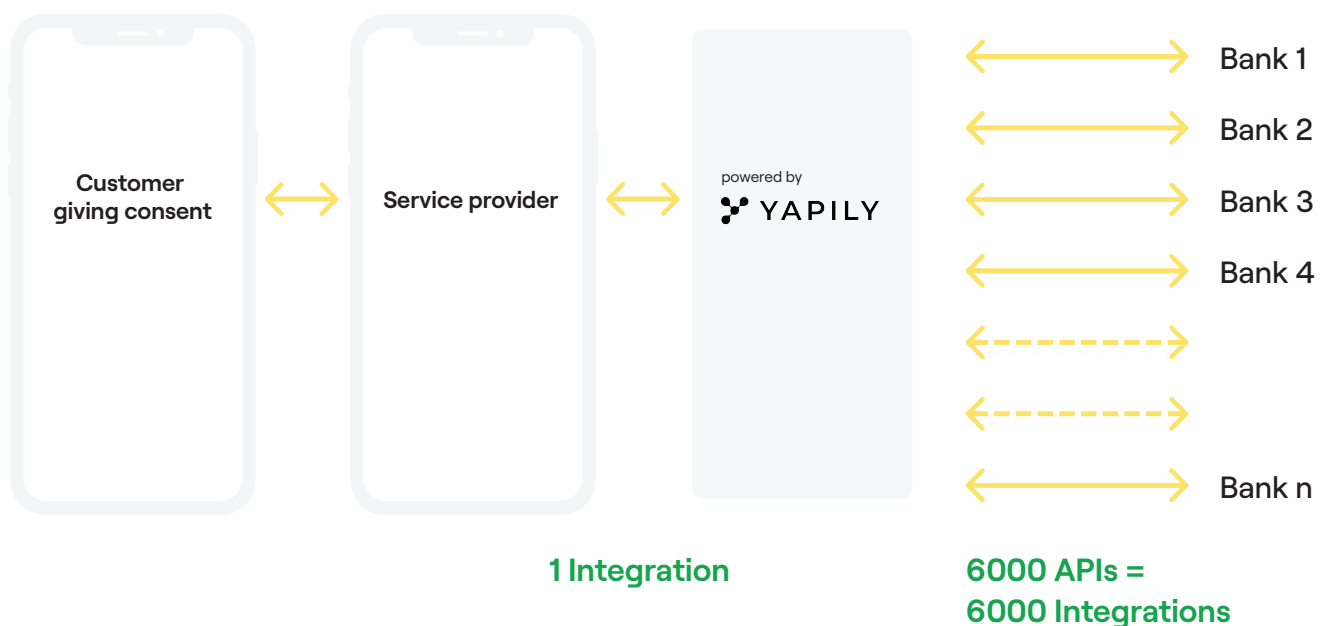 Customer
giving consent
Service provider
powered by
YAPILY
Bank 1
Bank 2
Bank 3
Bank 4
Bank n
1 Integration
6000 APIs =
6000 Integrations